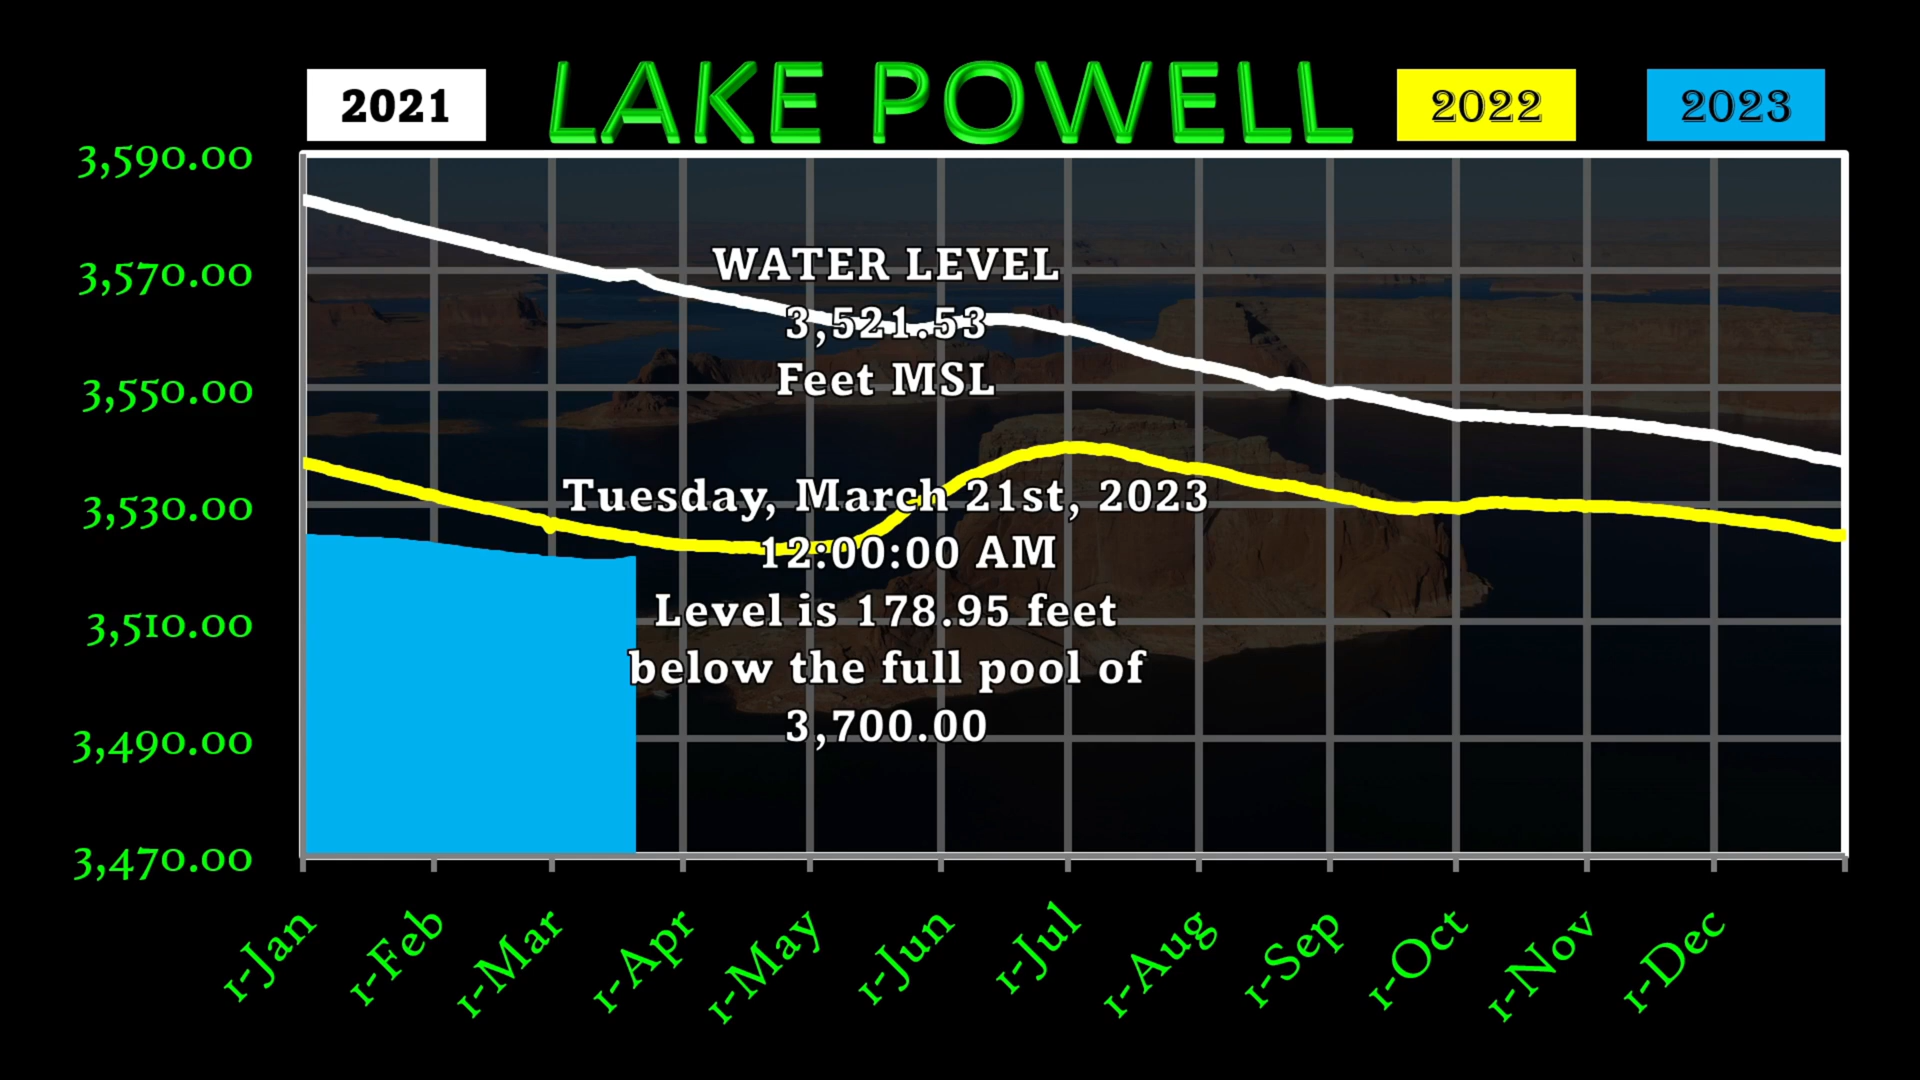 2021
LAKE POWELL
2022
2023
3,590.00
3,570.00
3,550.00
3,530.00
3,510.00
3,490.00
3,470.00
WATER LEVEL
3,521.53
Feet MSL
Tuesday, March 21st, 2023
12:00:00 AM
Level is 178.95 feet
below the full pool of
3,700.00
1-Jan
1-Feb
1-Mar
1-Apr
1-May
1-Jun
1-Jul
1-Aug
1-Sep
1-Oct
1-Nov
1-Dec